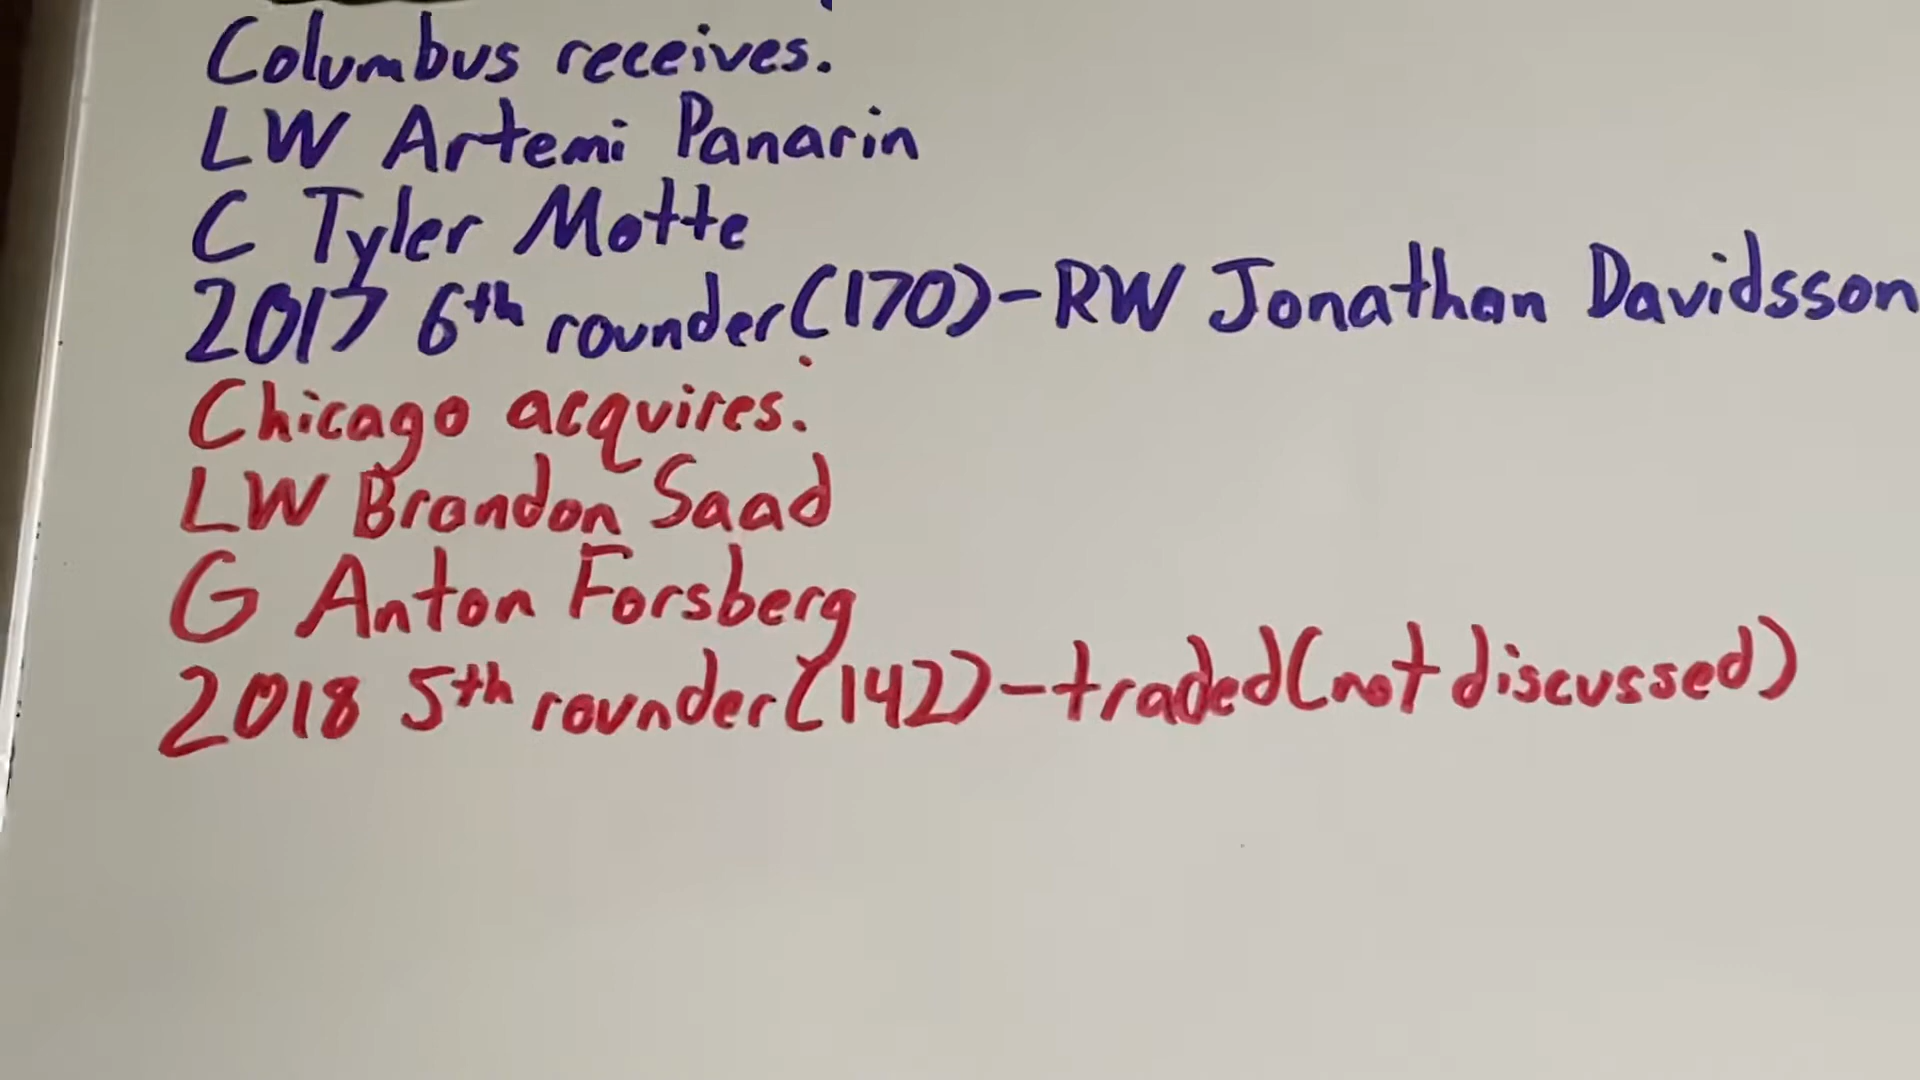 Columbus receives:
LW Artemi Panarin
C Tyler Motte
2017 6th rounder(170)-RW Jonathan Davidsson
Chicago acquires:
LW Brandon Saad
G Anton Forsberg
2018 5th rounder(142)-traded(not discussed)